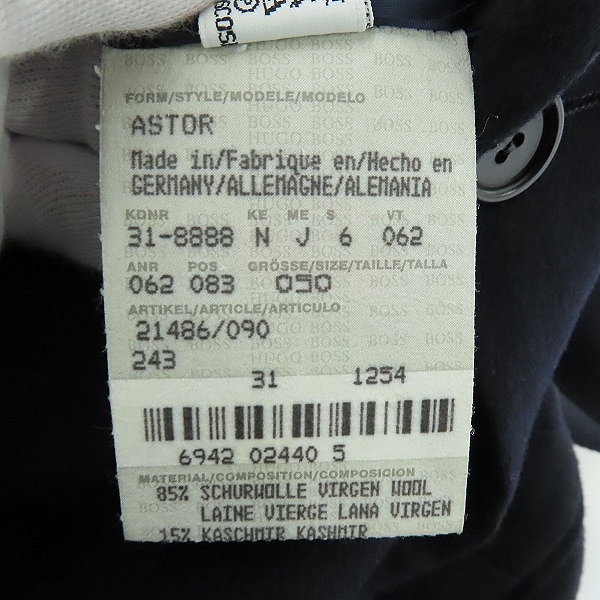 FORM/STYLE/MODELE/MODELO
ASTOR
Made in/Fabrique en/Hecho en
GERMANY/ALLEMAGNE/ALEMANIA
KDNR KE ME S VT
31-8888 N J 6 062
ANR POS GRÖSSE/SIZE/TAILLE/TALLA
062 083 050
ARTIKEL/ARTICLE/ARTICULO
21486/090
243
31 1254
6942 02440 5
MATERIAL/COMPOSITION/COMPOSICION
85% SCHURWOLLE VIRGEN WOOL
LAINE VIERGE LANA VIRGEN
15% KASCHMIR KASHMIR